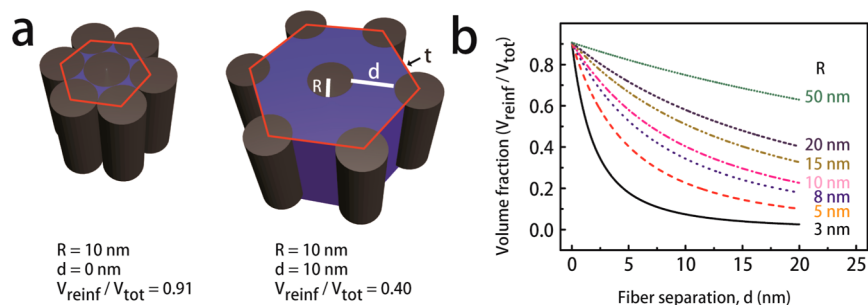 a
R
d
t
R = 10 nm
d = 0 nm
V_reinf / V_tot = 0.91
R = 10 nm
d = 10 nm
V_reinf / V_tot = 0.40
b
Volume fraction (V_reinf / V_tot)
0.8
0.6
0.4
0.2
0.0
R
50 nm
20 nm
15 nm
10 nm
8 nm
5 nm
3 nm
0 5 10 15 20 25
Fiber separation, d (nm)